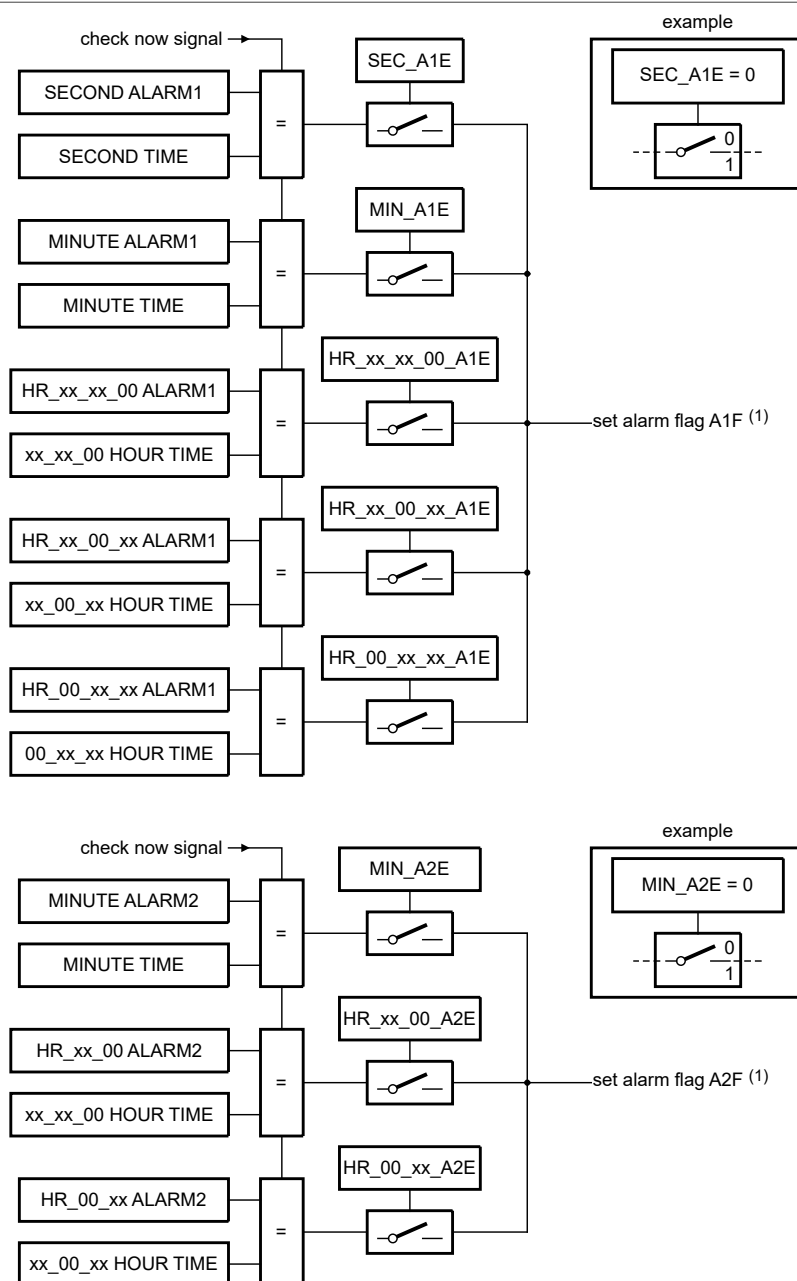 example
check now signal
SEC_A1E
SEC_A1E = 0
SECOND ALARM1
=
0
1
SECOND TIME
MIN_A1E
MINUTE ALARM1
=
MINUTE TIME
HR_xx_xx_00_A1E
HR_xx_xx_00 ALARM1
=
set alarm flag A1F (1)
xx_xx_00 HOUR TIME
HR_xx_00_xx_A1E
HR_xx_00_xx ALARM1
=
xx_00_xx HOUR TIME
HR_00_xx_xx_A1E
HR_00_xx_xx ALARM1
=
00_xx_xx HOUR TIME
example
check now signal
MIN_A2E
MIN_A2E = 0
MINUTE ALARM2
=
0
1
MINUTE TIME
HR_xx_00_A2E
HR_xx_00 ALARM2
=
set alarm flag A2F (1)
xx_xx_00 HOUR TIME
HR_00_xx_A2E
HR_00_xx ALARM2
=
xx_00_xx HOUR TIME